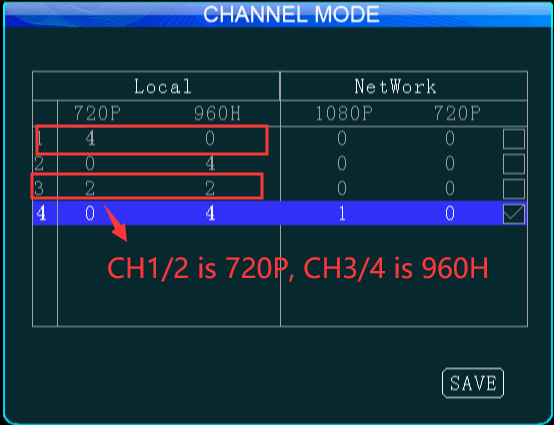 CHANNEL MODE
Local NetWork
720P 960H 1080P 720P
1 4 0 0 0
2 0 4 0 0
3 2 2 0 0
4 0 4 1 0
CH1/2 is 720P, CH3/4 is 960H
SAVE